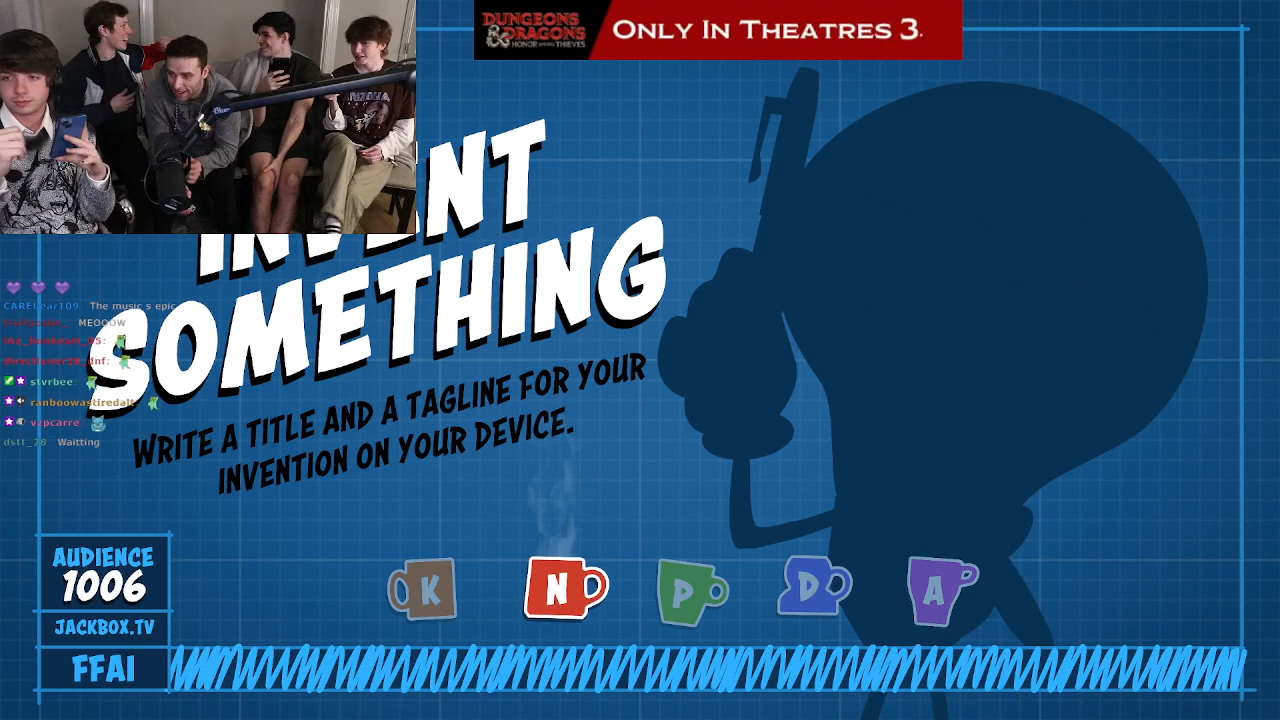 DUNGEONS
& DRAGONS
HONOR AMONG THIEVES
ONLY IN THEATRES 3.
INVENT
SOMETHING
WRITE A TITLE AND A TAGLINE FOR YOUR
INVENTION ON YOUR DEVICE.
ARIZONA
CAREBear109 The music s epic
MEOOOW
stvrbee:
ranboowastiredalt:
vzpcarre
dstl_28 Waitting
AUDIENCE
1006
JACKBOX.TV
FFAI
K
N
P
D
A